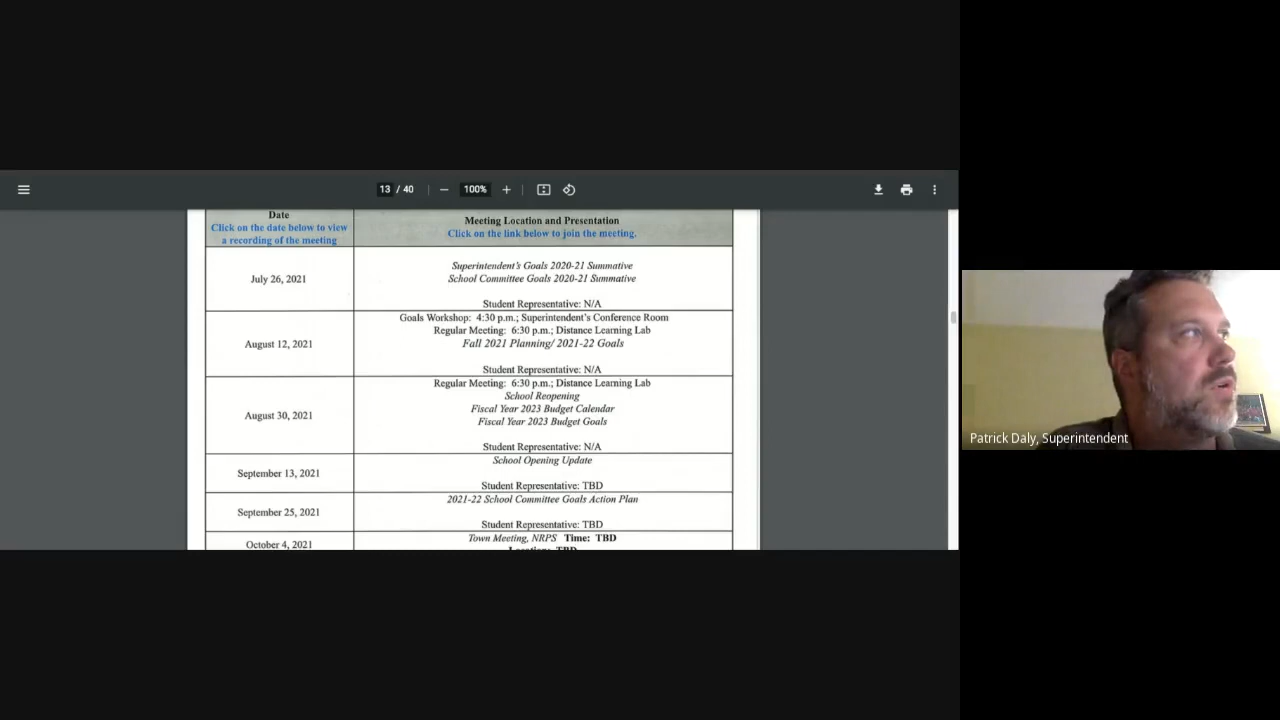 13 / 40
100%
Date
Click on the date below to view
a recording of the meeting
Meeting Location and Presentation
Click on the link below to join the meeting.
July 26, 2021
Superintendent's Goals 2020-21 Summative
School Committee Goals 2020-21 Summative
Student Representative: N/A
August 12, 2021
Goals Workshop: 4:30 p.m.; Superintendent's Conference Room
Regular Meeting: 6:30 p.m.; Distance Learning Lab
Fall 2021 Planning/ 2021-22 Goals
Student Representative: N/A
August 30, 2021
Regular Meeting: 6:30 p.m.; Distance Learning Lab
School Reopening
Fiscal Year 2023 Budget Calendar
Fiscal Year 2023 Budget Goals
Student Representative: N/A
September 13, 2021
School Opening Update
Student Representative: TBD
September 25, 2021
2021-22 School Committee Goals Action Plan
Student Representative: TBD
October 4, 2021
Town Meeting, NRPS Time: TBD
Location: TBD
Patrick Daly, Superintendent